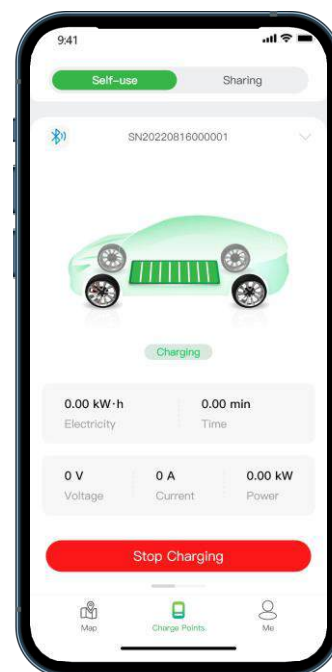 9:41
Self-use Sharing
SN20220816000001
Charging
0.00 kW·h 0.00 min
Electricity Time
0 V 0 A 0.00 kW
Voltage Current Power
Stop Charging
Map Charge Points Me